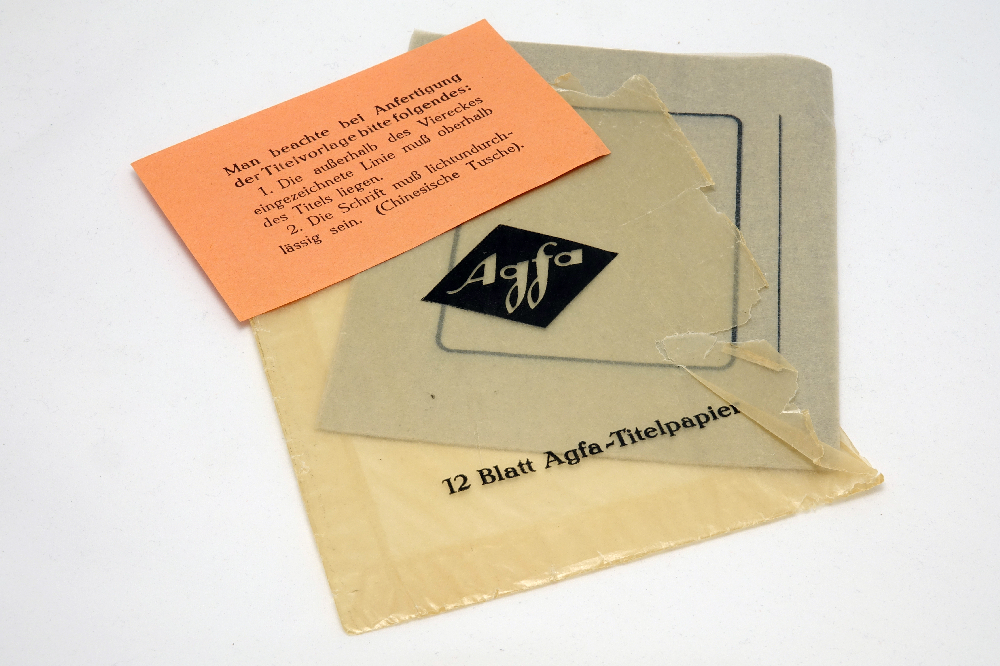 Man beachte bei Anfertigung
der Titelvorlage bitte folgendes:
1. Die außerhalb des Viereckes
eingezeichnete Linie muß oberhalb
des Titels liegen.
2. Die Schrift muß lichtundurch-
lässig sein. (Chinesische Tusche).
Agfa
12 Blatt Agfa-Titelpapier